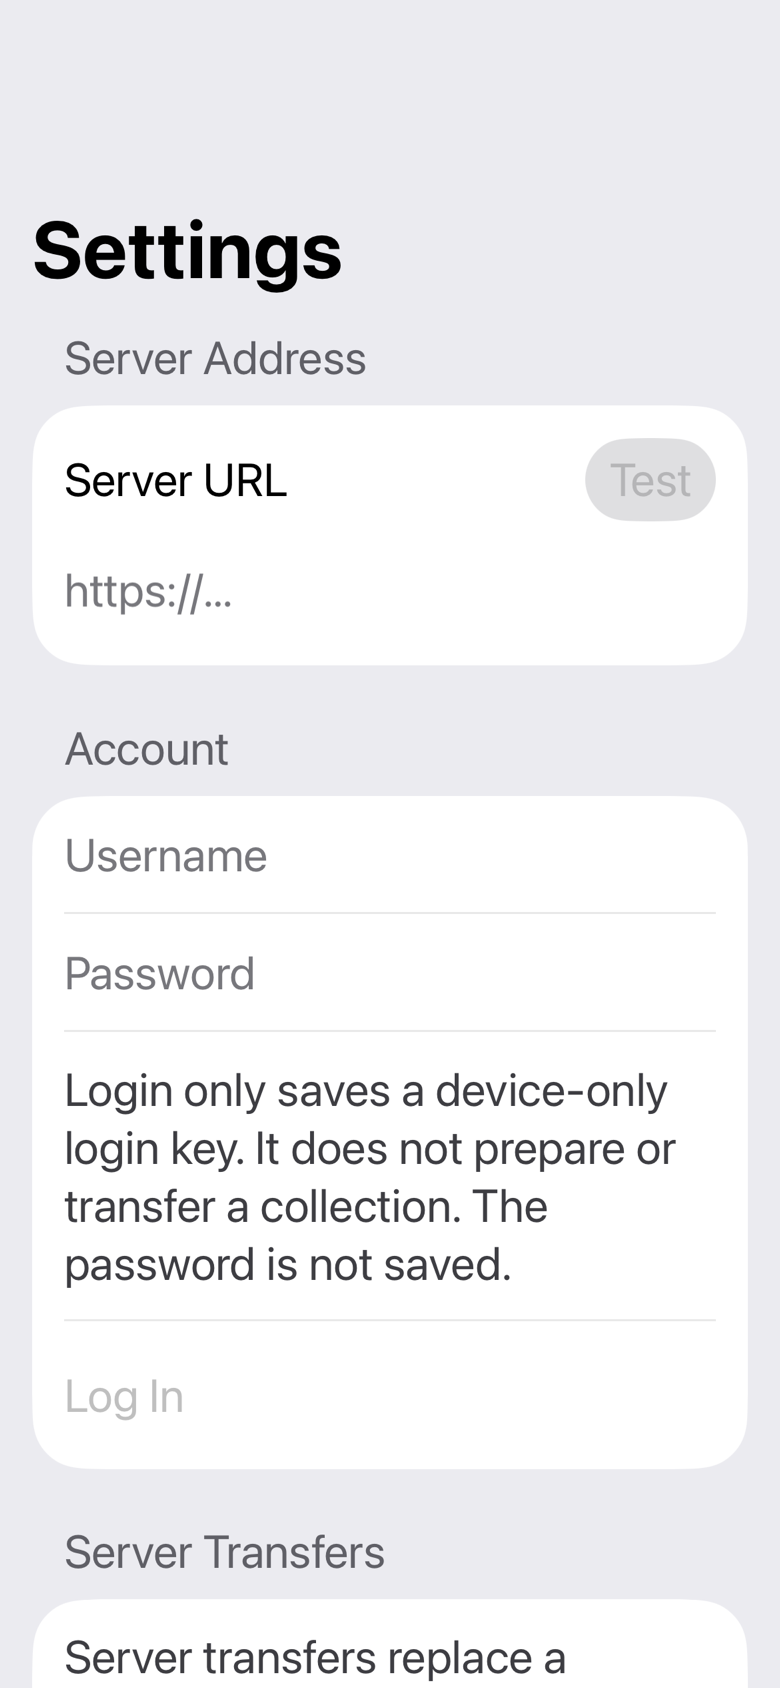 Settings
Server Address
Server URL
Test
https://...
Account
Username
Password
Login only saves a device-only
login key. It does not prepare or
transfer a collection. The
password is not saved.
Log In
Server Transfers
Server transfers replace a